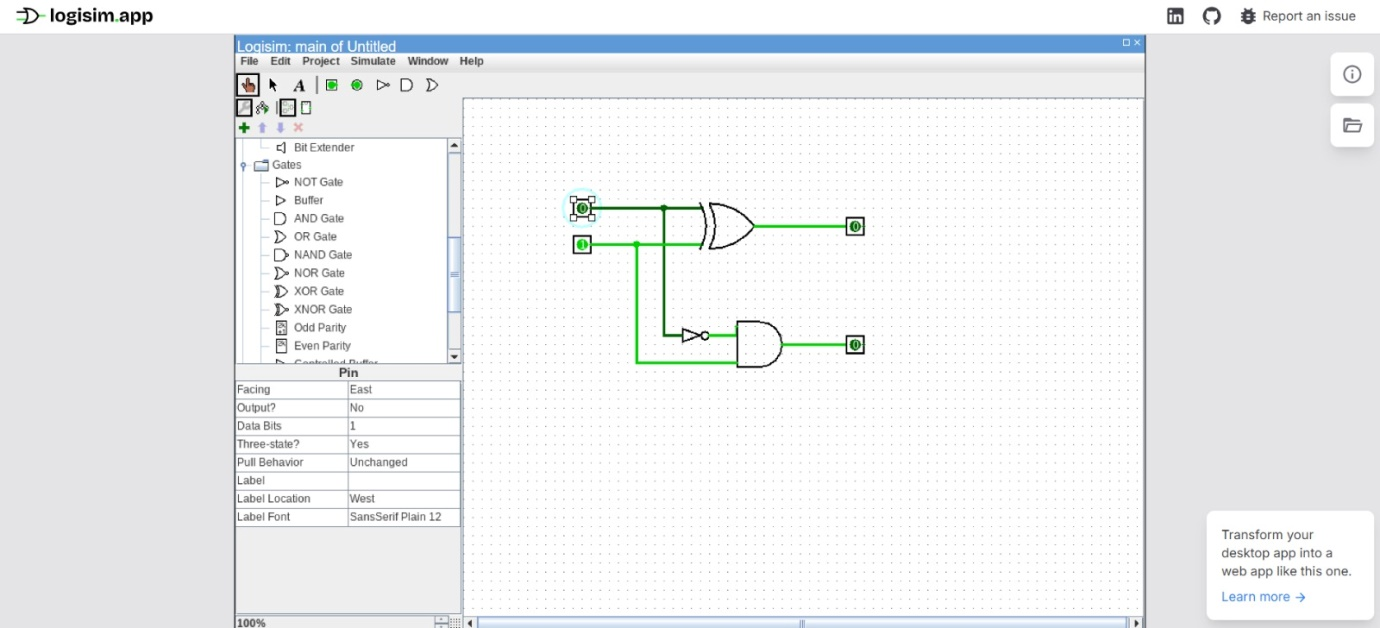 logisim.app
Report an issue
Logisim: main of Untitled
File Edit Project Simulate Window Help
A
Bit Extender
Gates
NOT Gate
Buffer
AND Gate
OR Gate
NAND Gate
NOR Gate
XOR Gate
XNOR Gate
Odd Parity
Even Parity
Controlled Buffer
Pin
Facing East
Output? No
Data Bits 1
Three-state? Yes
Pull Behavior Unchanged
Label
Label Location West
Label Font SansSerif Plain 12
100%
0
0
1
0
Transform your
desktop app into a
web app like this one.
Learn more →